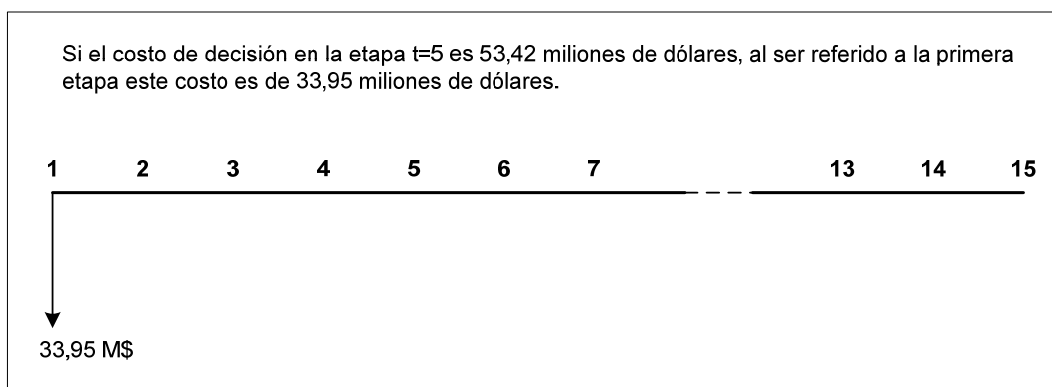 Si el costo de decisión en la etapa t=5 es 53,42 miliones de dólares, al ser referido a la primera
etapa este costo es de 33,95 miliones de dólares.
1 2 3 4 5 6 7 13 14 15
33,95 M$